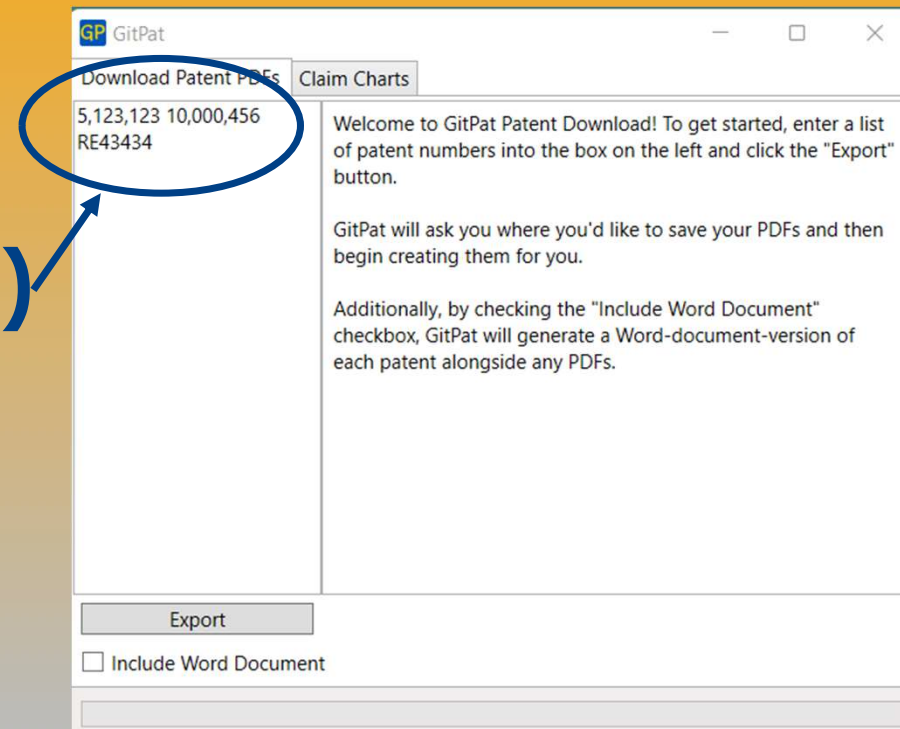 GP GitPat
Download Patent PDFs Claim Charts
5,123,123 10,000,456
RE43434
Welcome to GitPat Patent Download! To get started, enter a list
of patent numbers into the box on the left and click the "Export"
button.
GitPat will ask you where you'd like to save your PDFs and then
begin creating them for you.
Additionally, by checking the "Include Word Document"
checkbox, GitPat will generate a Word-document-version of
each patent alongside any PDFs.
)
Export
Include Word Document